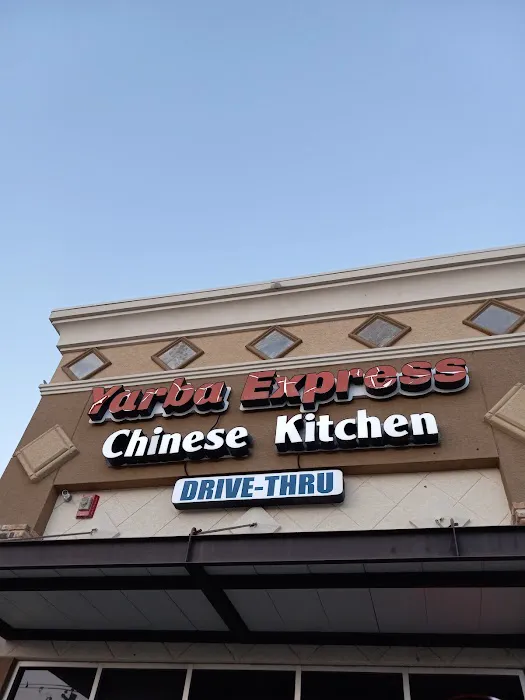 Yarba Express
Chinese Kitchen
DRIVE-THRU